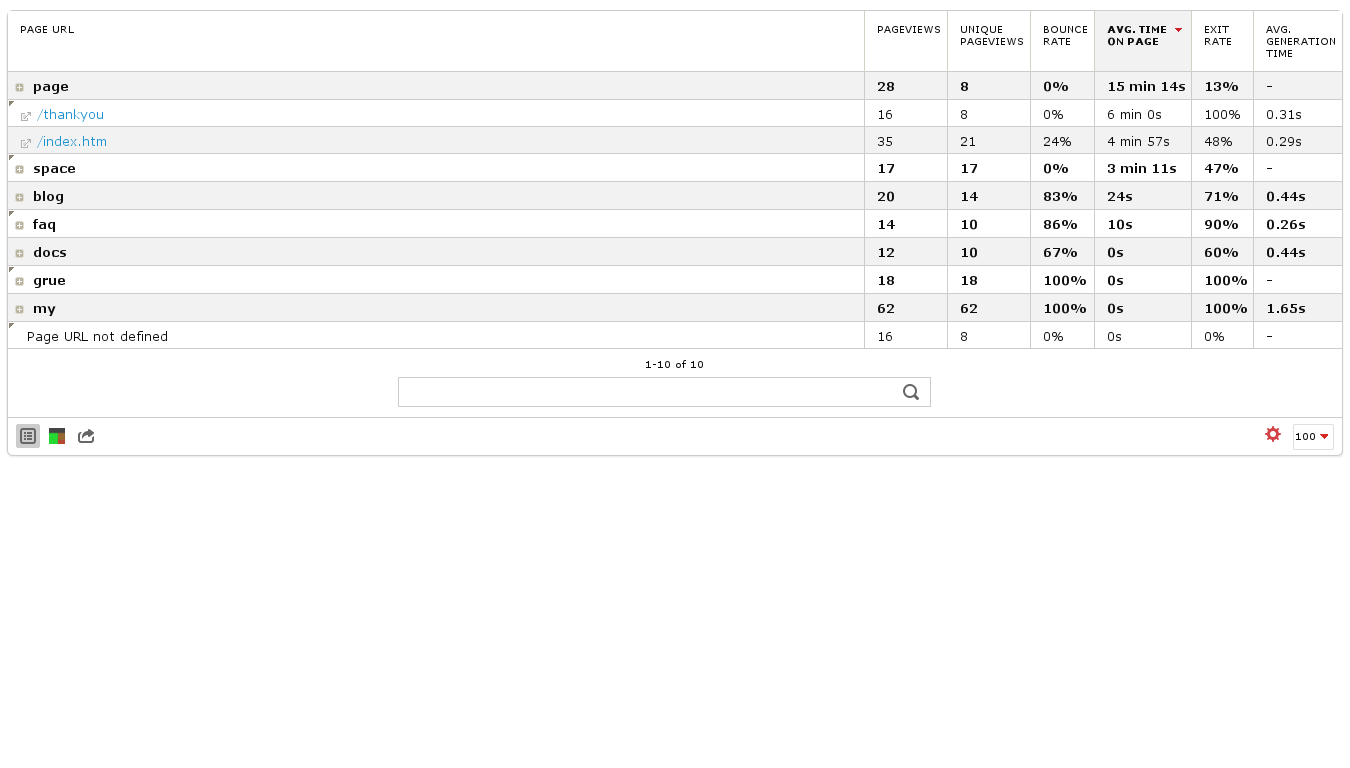 PAGE URL PAGEVIEWS UNIQUE PAGEVIEWS BOUNCE RATE AVG. TIME ON PAGE EXIT RATE AVG. GENERATION TIME
page 28 8 0% 15 min 14s 13% -
/thankyou 16 8 0% 6 min 0s 100% 0.31s
/index.htm 35 21 24% 4 min 57s 48% 0.29s
space 17 17 0% 3 min 11s 47% -
blog 20 14 83% 24s 71% 0.44s
faq 14 10 86% 10s 90% 0.26s
docs 12 10 67% 0s 60% 0.44s
grue 18 18 100% 0s 100% -
my 62 62 100% 0s 100% 1.65s
Page URL not defined 16 8 0% 0s 0% -
1-10 of 10
100